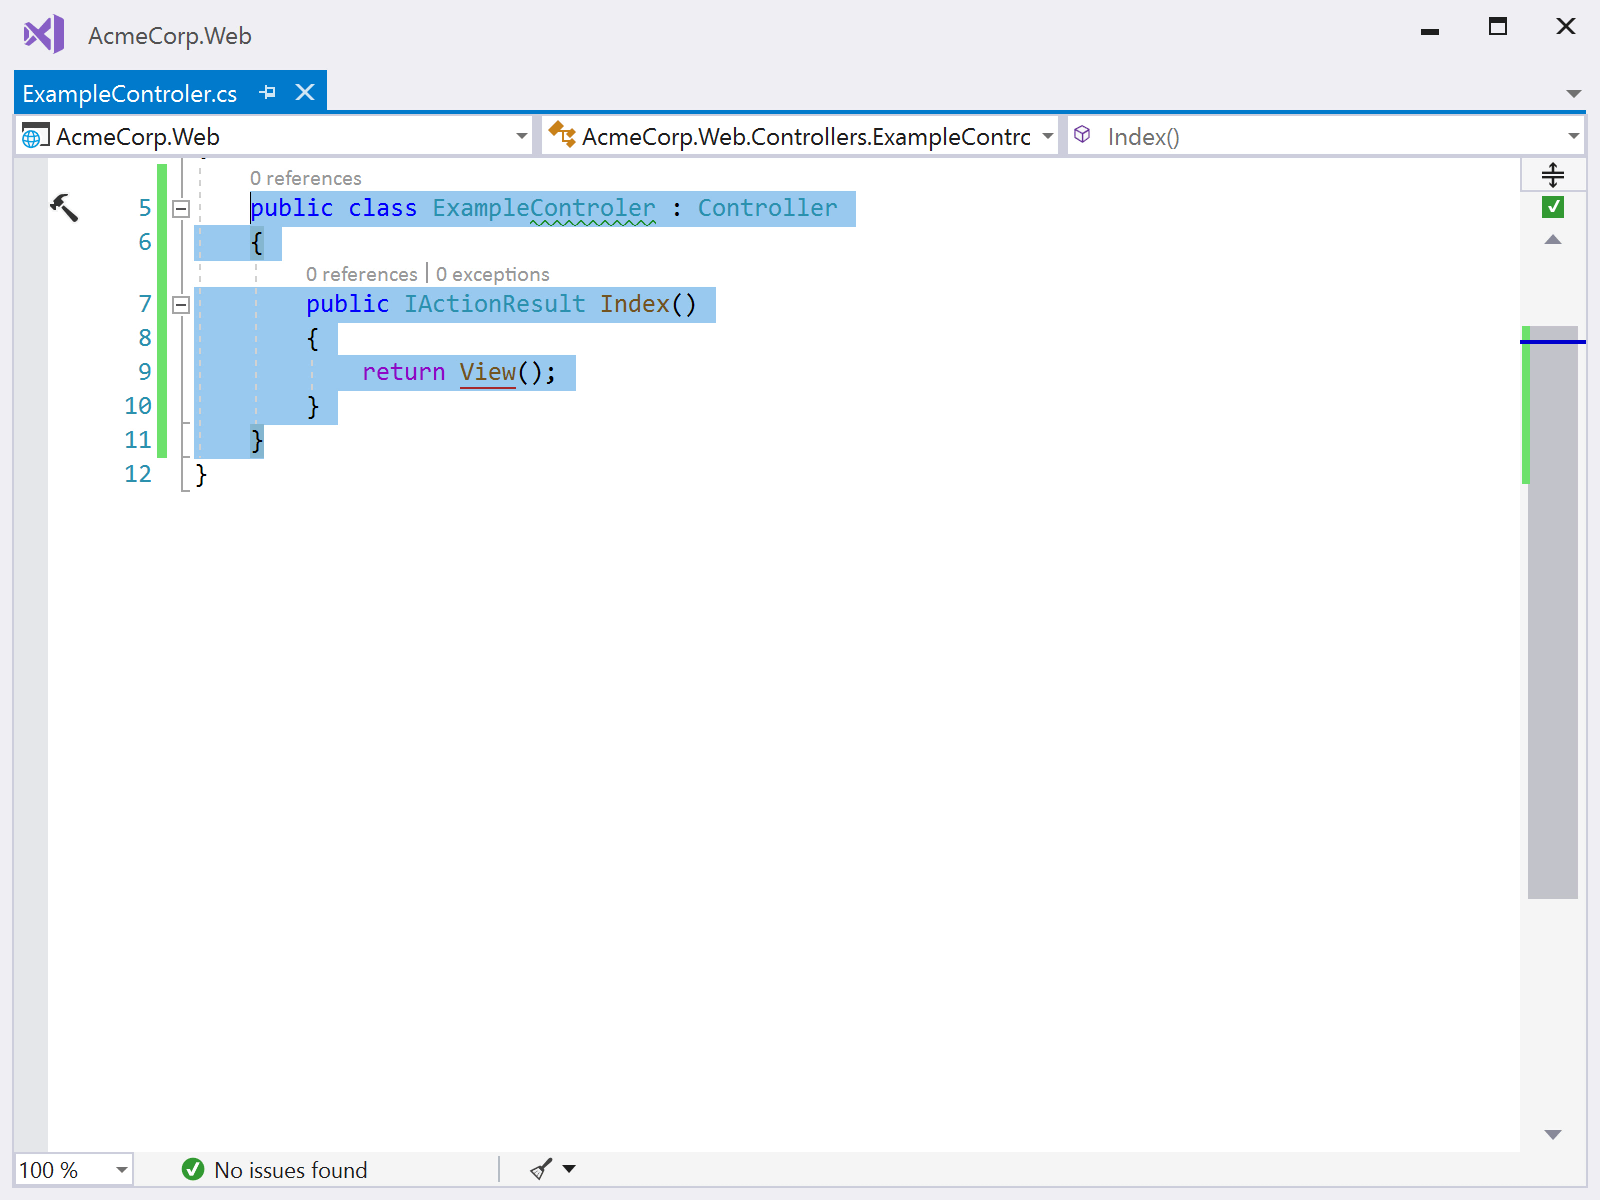 AcmeCorp.Web
ExampleControler.cs
AcmeCorp.Web AcmeCorp.Web.Controllers.ExampleContrc Index()
0 references
5 public class ExampleControler : Controller
6 {
0 references | 0 exceptions
7 public IActionResult Index()
8 {
9 return View();
10 }
11 }
12 }
100 % No issues found